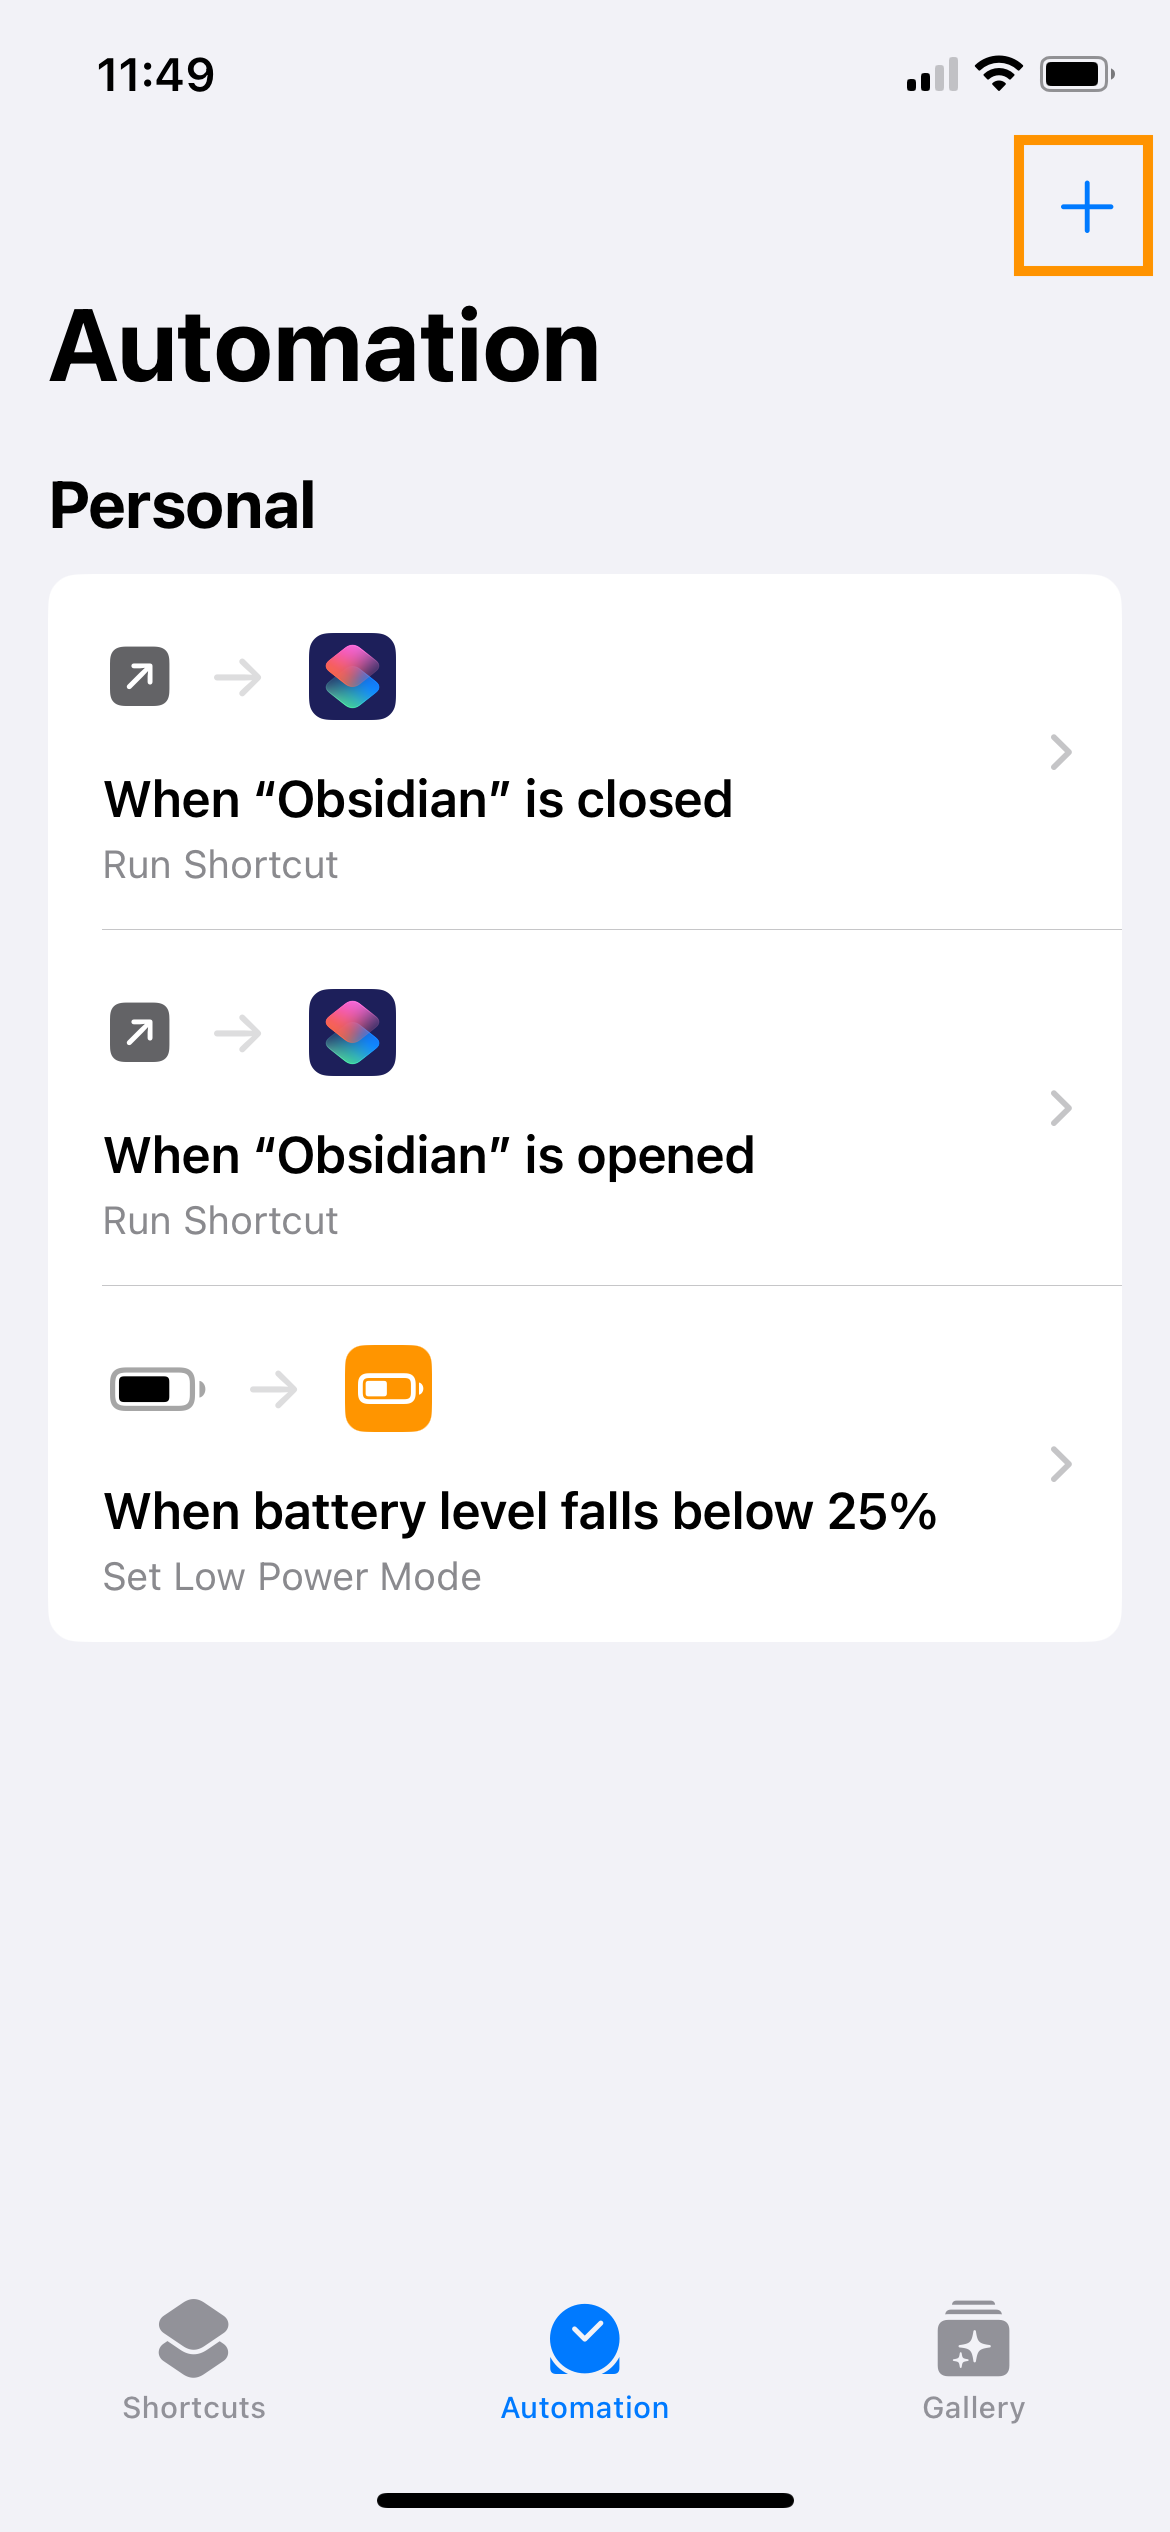 11:49
Automation
Personal
When “Obsidian” is closed
Run Shortcut
When “Obsidian” is opened
Run Shortcut
When battery level falls below 25%
Set Low Power Mode
Shortcuts
Automation
Gallery